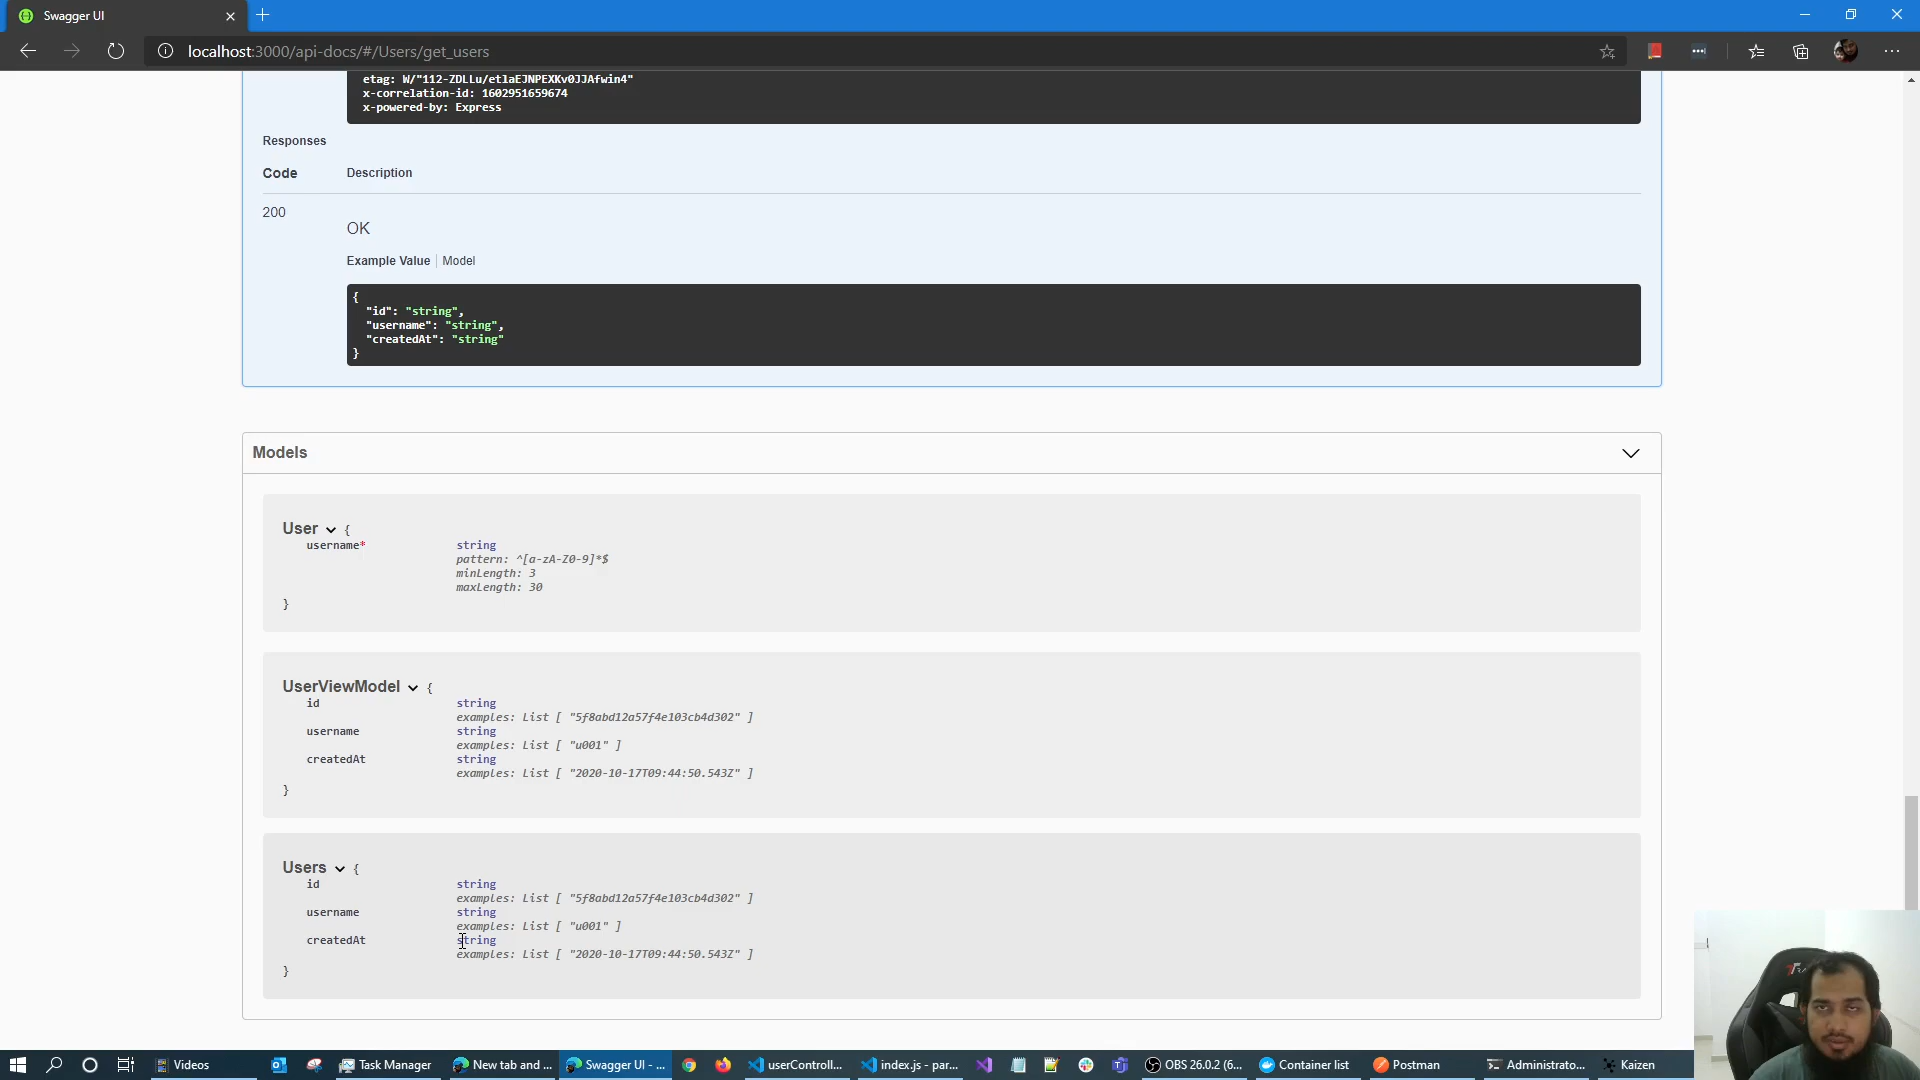 Swagger UI
localhost:3000/api-docs/#/Users/get_users
etag: W/"112-ZDLLu/etlaEJNPEXKv0JJAfwin4"
x-correlation-id: 1602951659674
x-powered-by: Express
Responses
Code Description
200
OK
Example Value Model
{
"id": "string",
"username": "string",
"createdAt": "string"
}
Models
User {
username* string
pattern: ^[a-zA-Z0-9]*$
minLength: 3
maxLength: 30
}
UserViewModel {
id string
examples: List [ "5f8abd12a57f4e103cb4d302" ]
username string
examples: List [ "u001" ]
createdAt string
examples: List [ "2020-10-17T09:44:50.543Z" ]
}
Users {
id string
examples: List [ "5f8abd12a57f4e103cb4d302" ]
username string
examples: List [ "u001" ]
createdAt string
examples: List [ "2020-10-17T09:44:50.543Z" ]
}
Videos Task Manager New tab and ... Swagger UI - ... userControll... index.js - par... OBS 26.0.2 (6... Container list Postman Administrato... Kaizen